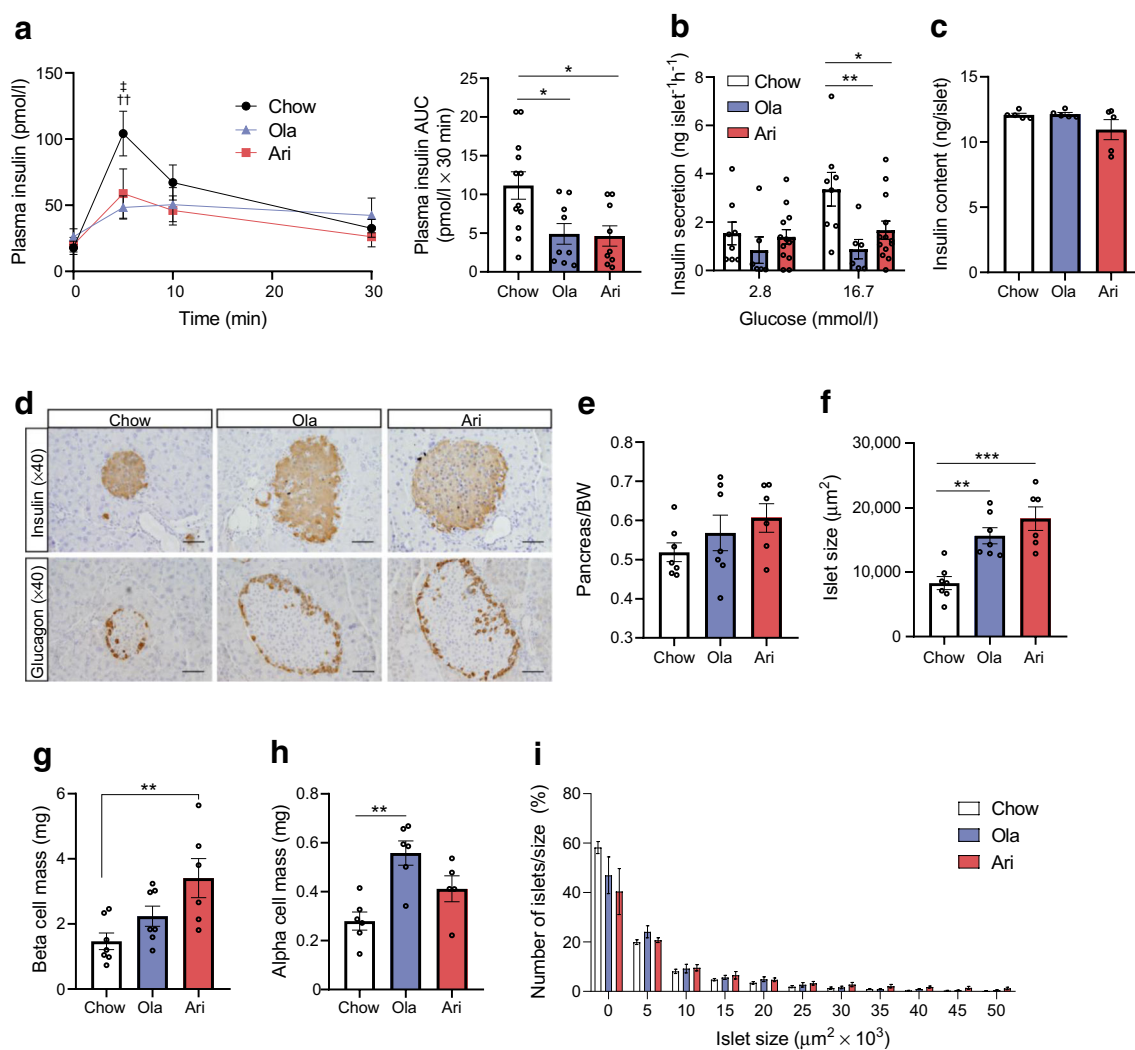 a
Plasma insulin (pmol/l)
150
100
50
0
‡
††
Chow
Ola
Ari
0
10
20
30
Time (min)
Plasma insulin AUC
(pmol/l × 30 min)
25
20
15
10
5
0
*
*
Chow Ola Ari
b
Insulin secretion (ng islet⁻¹h⁻¹)
8
6
4
2
0
Chow
Ola
Ari
*
**
2.8 16.7
Glucose (mmol/l)
c
Insulin content (ng/islet)
15
10
5
0
Chow Ola Ari
d
Chow Ola Ari
Insulin (×40)
Glucagon (×40)
e
Pancreas/BW
0.8
0.7
0.6
0.5
0.4
0.3
Chow Ola Ari
f
Islet size (μm²)
30,000
20,000
10,000
0
***
**
Chow Ola Ari
g
Beta cell mass (mg)
6
4
2
0
**
Chow Ola Ari
h
Alpha cell mass (mg)
0.8
0.6
0.4
0.2
0
**
Chow Ola Ari
i
Number of islets/size (%)
80
60
40
20
0
Chow
Ola
Ari
0 5 10 15 20 25 30 35 40 45 50
Islet size (μm² × 10³)